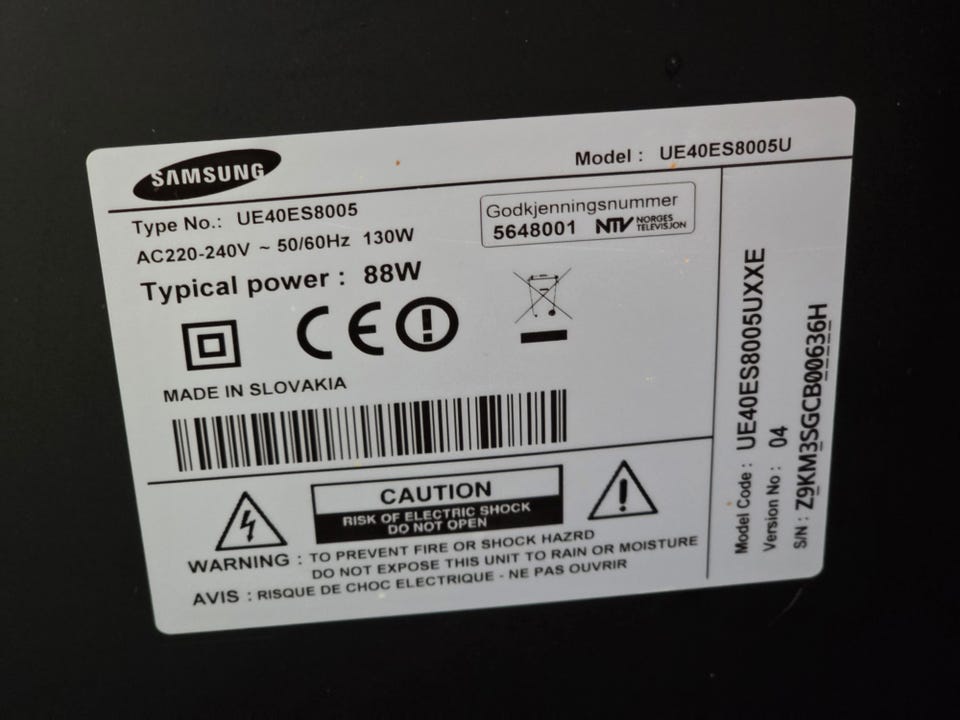 SAMSUNG
Model : UE40ES8005U
Type No.: UE40ES8005
AC220-240V ~ 50/60Hz 130W
Typical power : 88W
Godkjenningsnummer
5648001 NTV NORGES TELEVISJON
CE
MADE IN SLOVAKIA
CAUTION
RISK OF ELECTRIC SHOCK
DO NOT OPEN
WARNING : TO PREVENT FIRE OR SHOCK HAZRD
DO NOT EXPOSE THIS UNIT TO RAIN OR MOISTURE
AVIS : RISQUE DE CHOC ELECTRIQUE - NE PAS OUVRIR
Model Code : UE40ES8005UXXE
Version No : 04
S/N : Z9KM3SGCB00636H